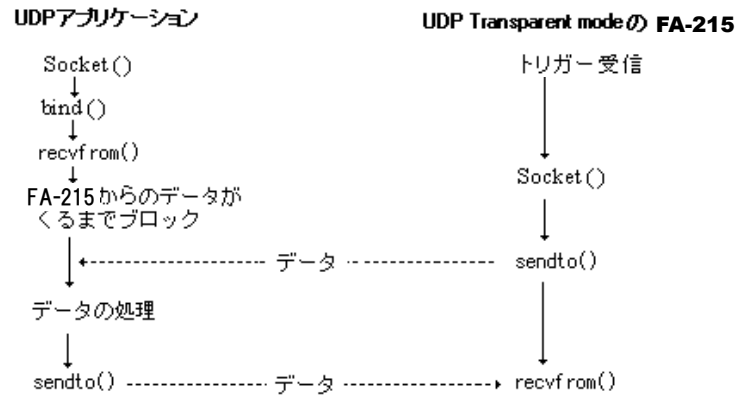 UDPアプリケーション
Socket()
bind()
recvfrom()
FA-215からのデータが
くるまでブロック
データの処理
sendto()
データ
データ
UDP Transparent modeの FA-215
トリガー受信
Socket()
sendto()
recvfrom()